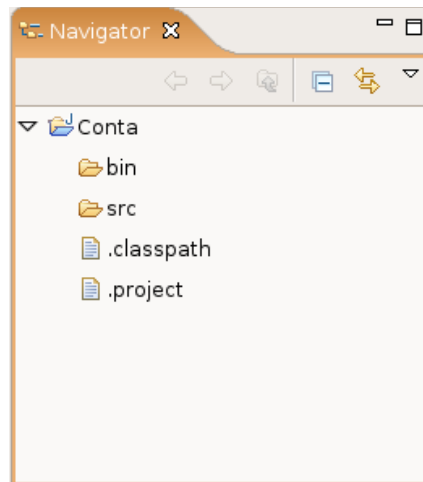 Navigator
Conta
bin
src
.classpath
.project